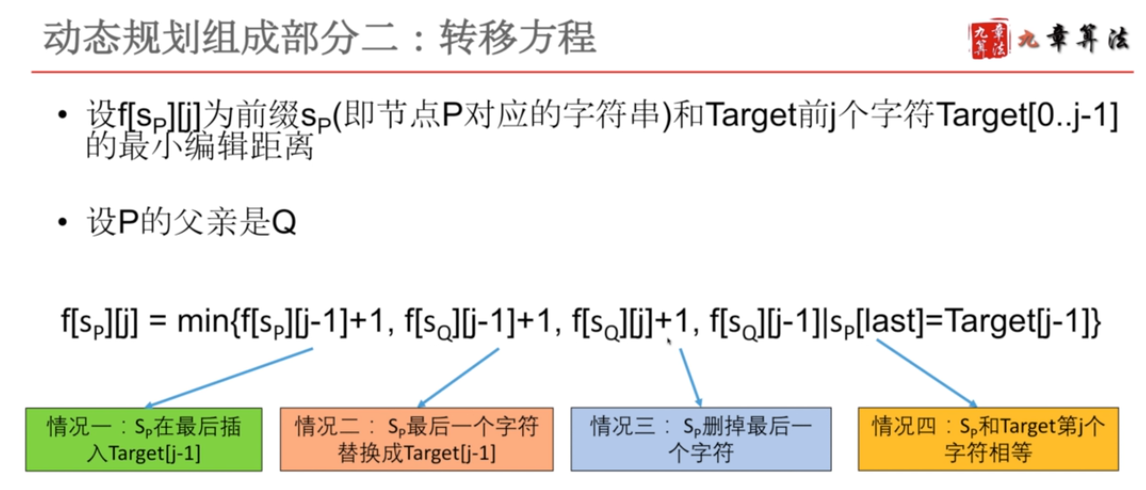 动态规划组成部分二：转移方程
九章算法
九章算法
• 设f[sP][j]为前缀sP(即节点P对应的字符串)和Target前j个字符Target[0..j-1]
的最小编辑距离
• 设P的父亲是Q
f[sP][j] = min{f[sP][j-1]+1, f[sQ][j-1]+1, f[sQ][j]+1, f[sQ][j-1]|sP[last]=Target[j-1]}
情况一：SP在最后插
入Target[j-1]
情况二：SP最后一个字符
替换成Target[j-1]
情况三：SP删掉最后一
个字符
情况四：SP和Target第j个
字符相等